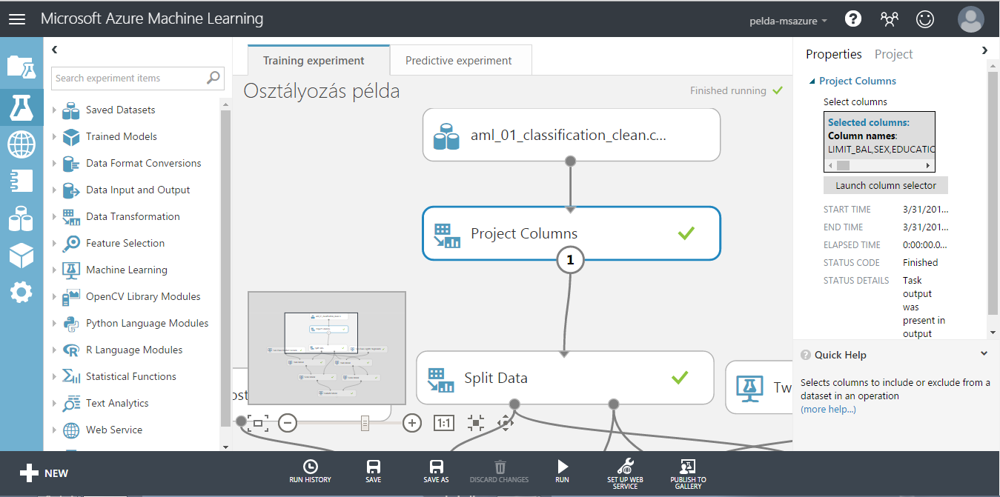 Microsoft Azure Machine Learning
pelda-msazure
Search experiment items
Saved Datasets
Trained Models
Data Format Conversions
Data Input and Output
Data Transformation
Feature Selection
Machine Learning
OpenCV Library Modules
Python Language Modules
R Language Modules
Statistical Functions
Text Analytics
Web Service
Training experiment
Predictive experiment
Osztályozás példa
Finished running
aml_01_classification_clean.c...
Project Columns
1
Split Data
ost
Tw
1:1
Properties
Project
Project Columns
Select columns
Selected columns:
Column names:
LIMIT_BAL,SEX,EDUCATIO
Launch column selector
START TIME 3/31/201...
END TIME 3/31/201...
ELAPSED TIME 0:00:00.0...
STATUS CODE Finished
STATUS DETAILS Task
output
was
present in
output
Quick Help
Selects columns to include or exclude from a
dataset in an operation
(more help...)
NEW
RUN HISTORY
SAVE
SAVE AS
DISCARD CHANGES
RUN
SET UP WEB
SERVICE
PUBLISH TO
GALLERY